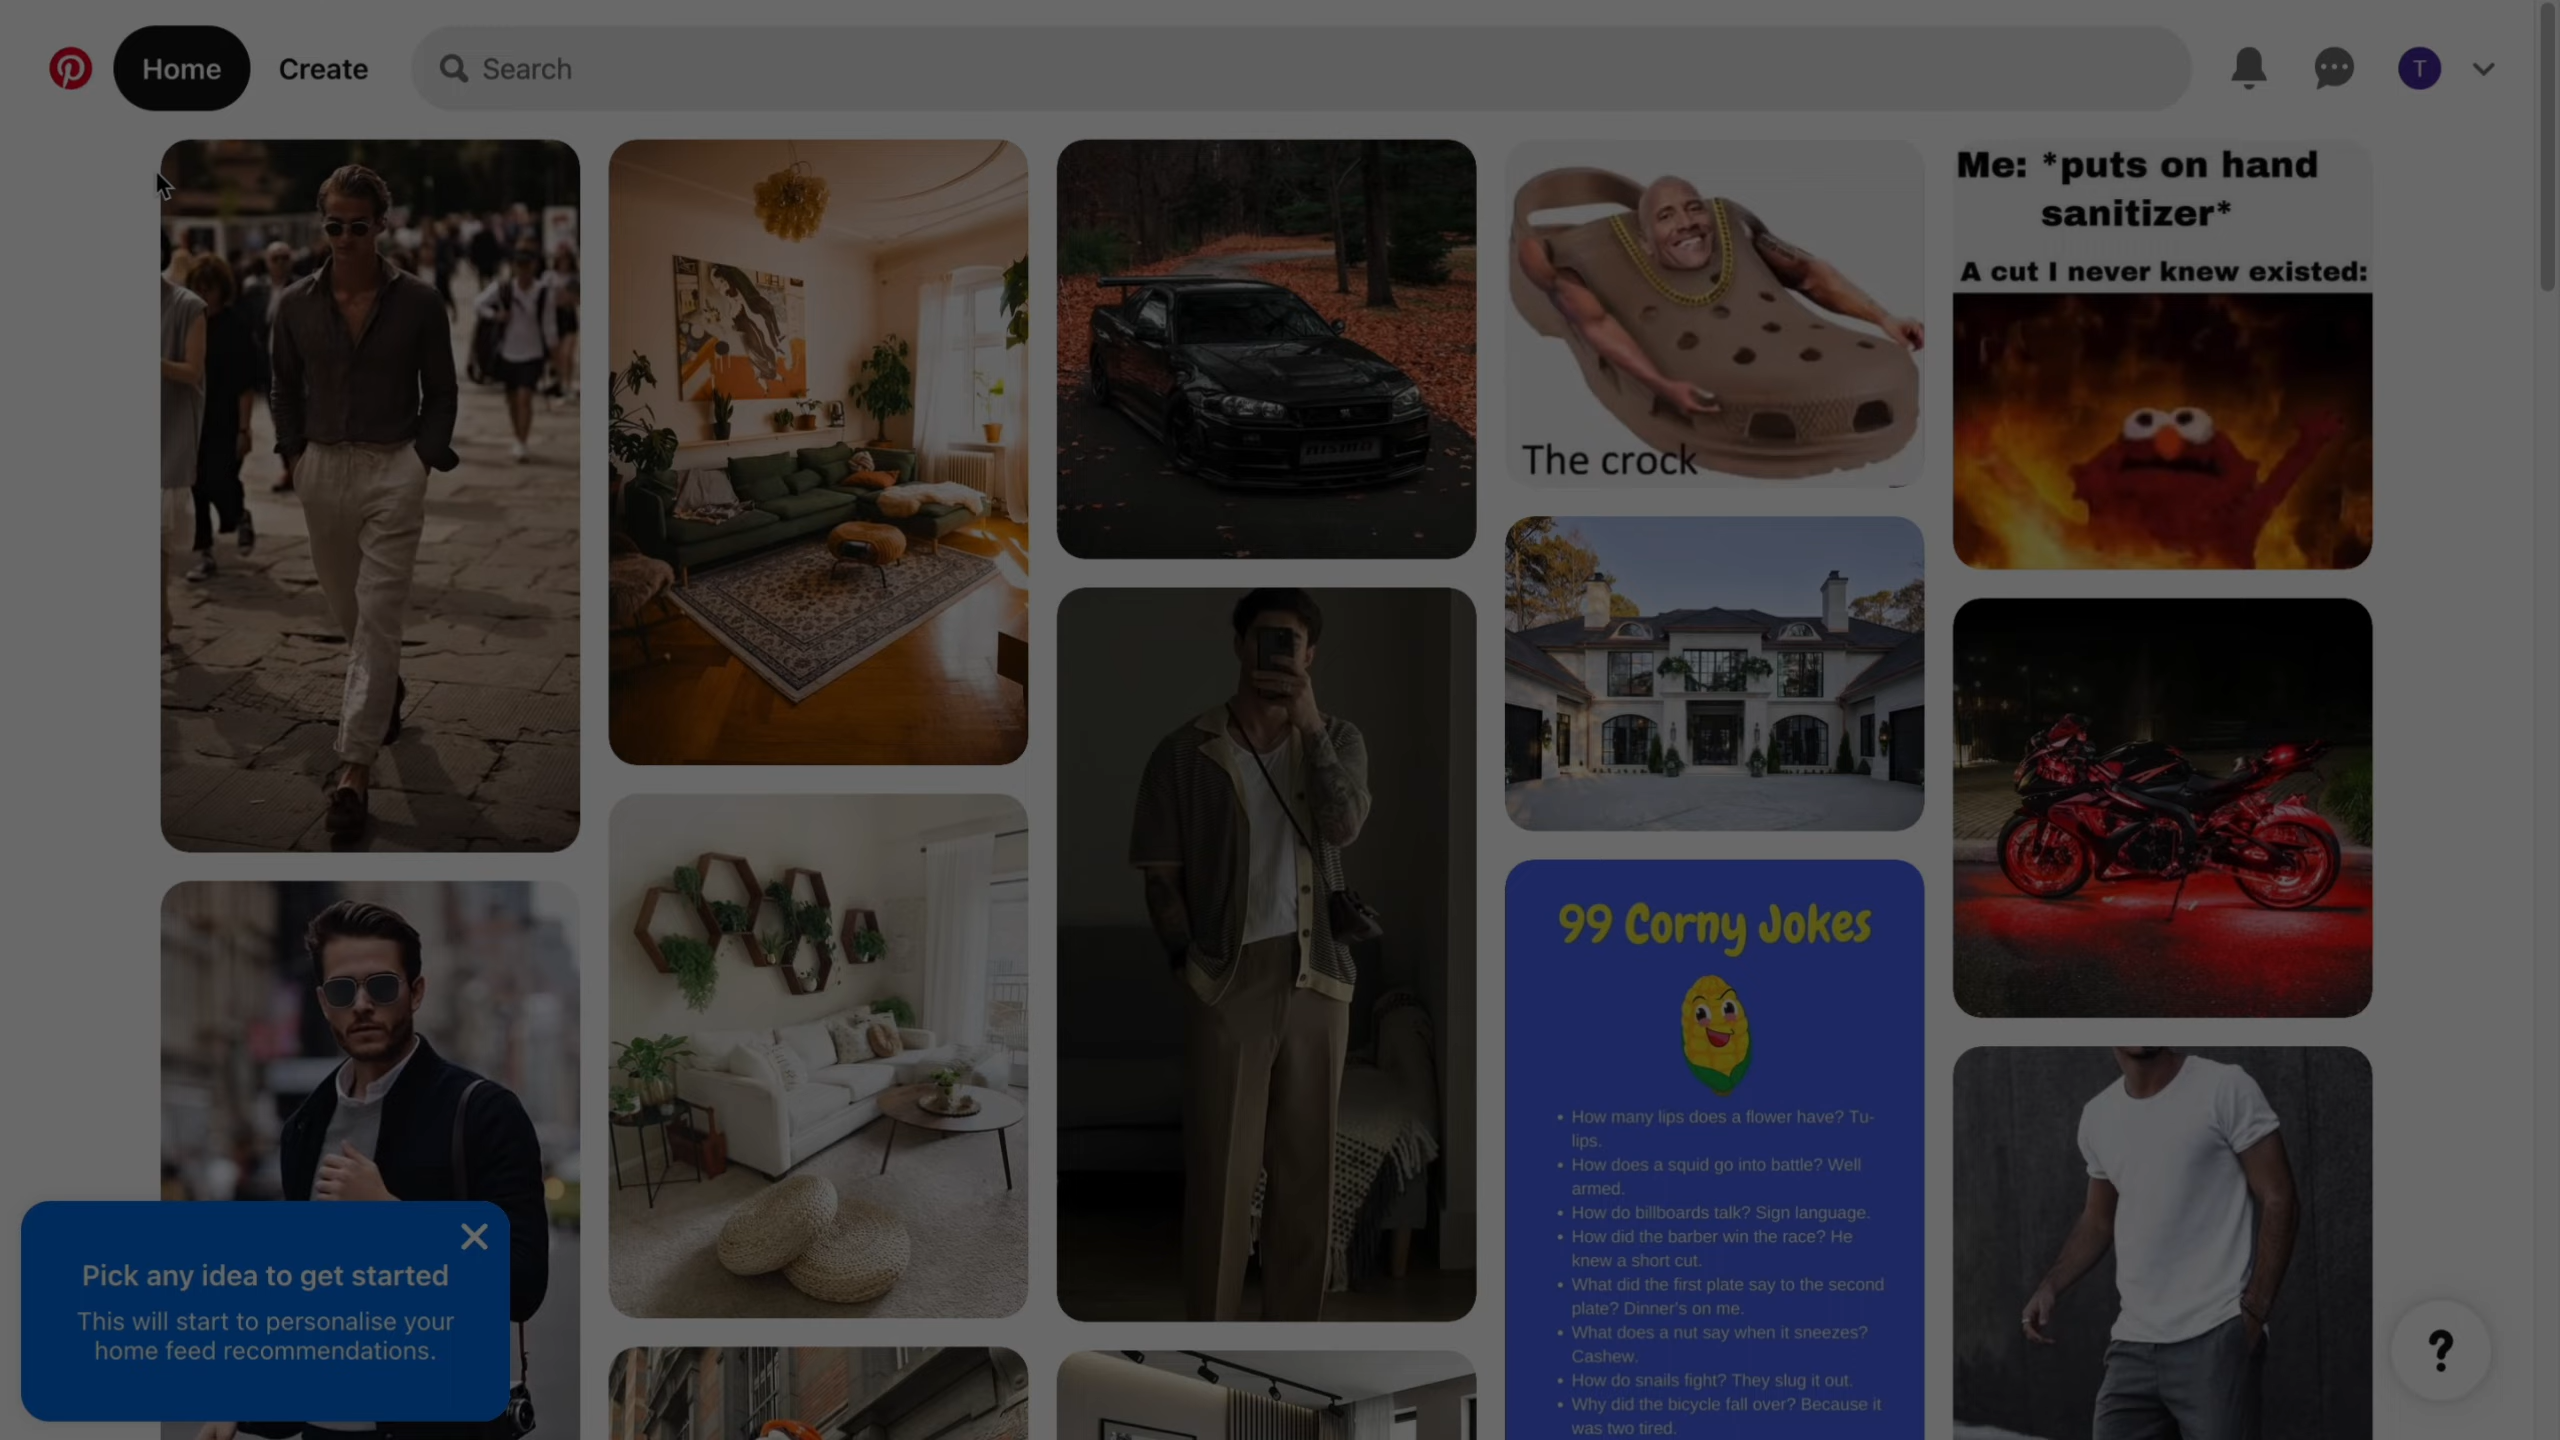 Home
Create
Search
T
Me: *puts on hand
sanitizer*
A cut I never knew existed:
The crock
nismo
99 Corny Jokes
• How many lips does a flower have? Tu-
lips.
• How does a squid go into battle? Well
armed.
• How do billboards talk? Sign language.
• How did the barber win the race? He
knew a short cut.
• What did the first plate say to the second
plate? Dinner's on me.
• What does a nut say when it sneezes?
Cashew.
• How do snails fight? They slug it out.
• Why did the bicycle fall over? Because it
was two tired.
Pick any idea to get started
This will start to personalise your
home feed recommendations.
?